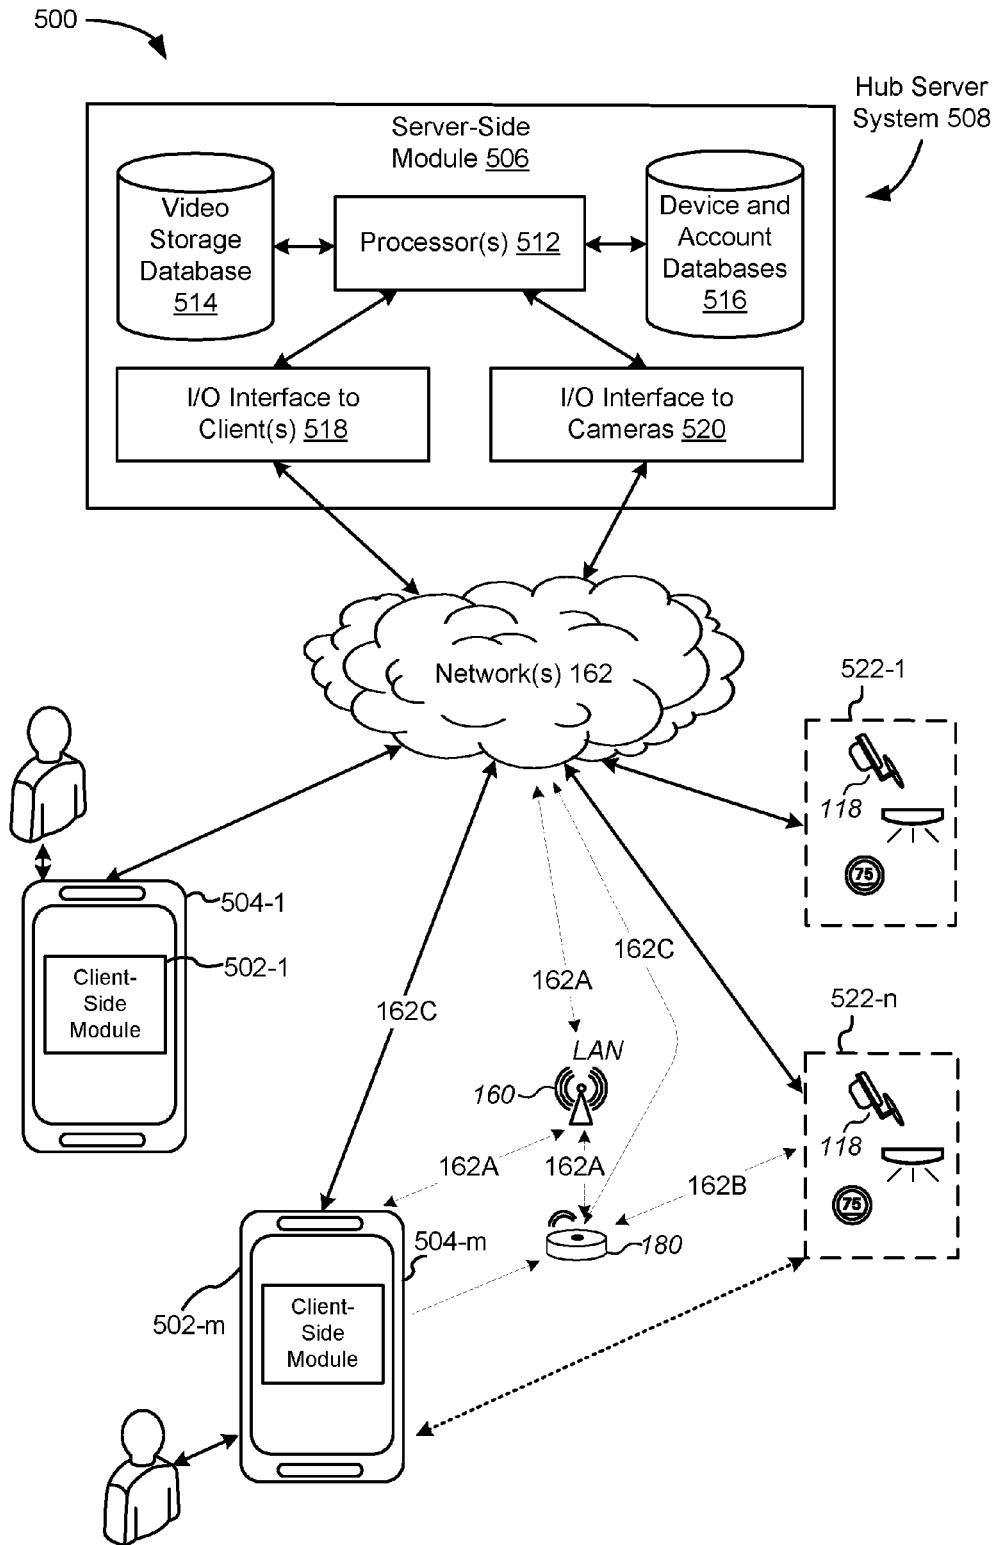 500
Hub Server
System 508
Server-Side
Module 506
Video
Storage
Database
514
Processor(s) 512
Device and
Account
Databases
516
I/O Interface to
Client(s) 518
I/O Interface to
Cameras 520
Network(s) 162
522-1
118
75
504-1
502-1
Client-
Side
Module
162C
162A
162C
522-n
LAN
160
118
162A
162A
162B
75
504-m
180
502-m
Client-
Side
Module